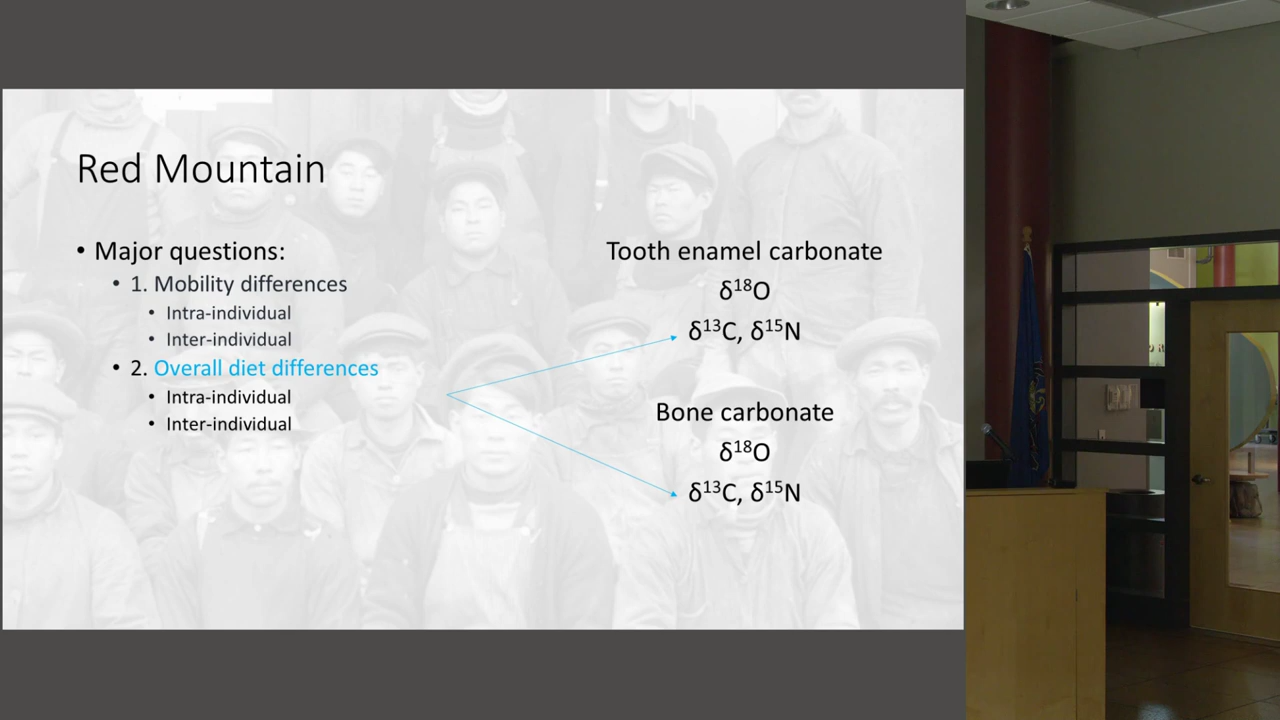 Red Mountain
• Major questions:
• 1. Mobility differences
• Intra-individual
• Inter-individual
• 2. Overall diet differences
• Intra-individual
• Inter-individual
Tooth enamel carbonate
δ¹⁸O
δ¹³C, δ¹⁵N
Bone carbonate
δ¹⁸O
δ¹³C, δ¹⁵N